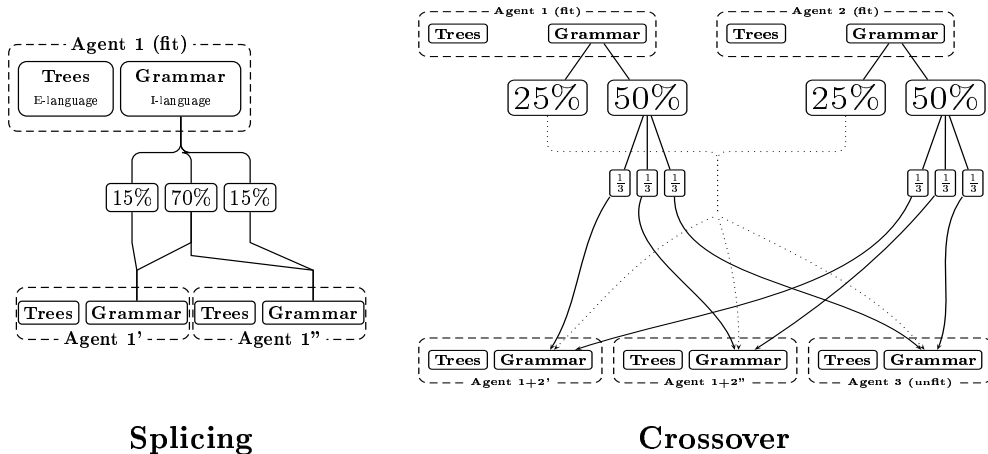 Agent 1 (fit)
Trees
E-language
Grammar
I-language
15%
70%
15%
Trees
Grammar
Agent 1'
Trees
Grammar
Agent 1"
Splicing
Agent 1 (fit)
Trees
Grammar
25%
50%
1/3
1/3
1/3
Agent 2 (fit)
Trees
Grammar
25%
50%
1/3
1/3
1/3
Trees
Grammar
Agent 1+2'
Trees
Grammar
Agent 1+2"
Trees
Grammar
Agent 3 (unfit)
Crossover